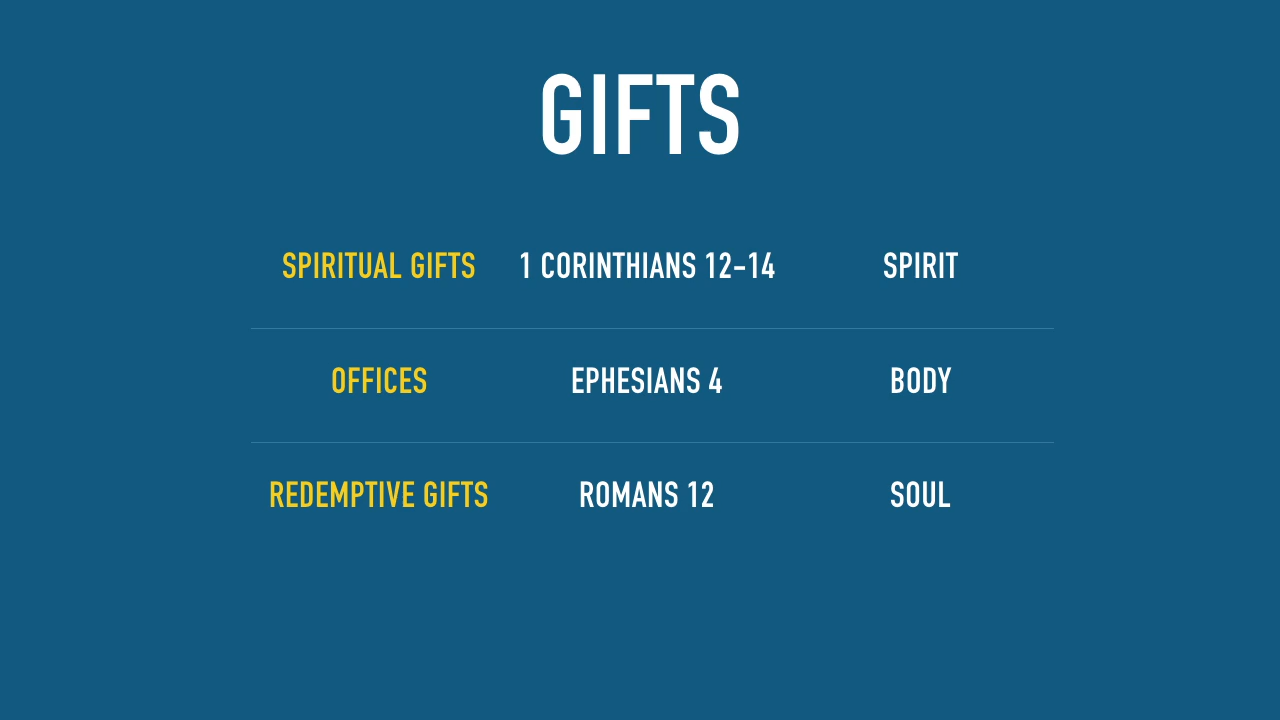 GIFTS
SPIRITUAL GIFTS 1 CORINTHIANS 12-14 SPIRIT
OFFICES EPHESIANS 4 BODY
REDEMPTIVE GIFTS ROMANS 12 SOUL